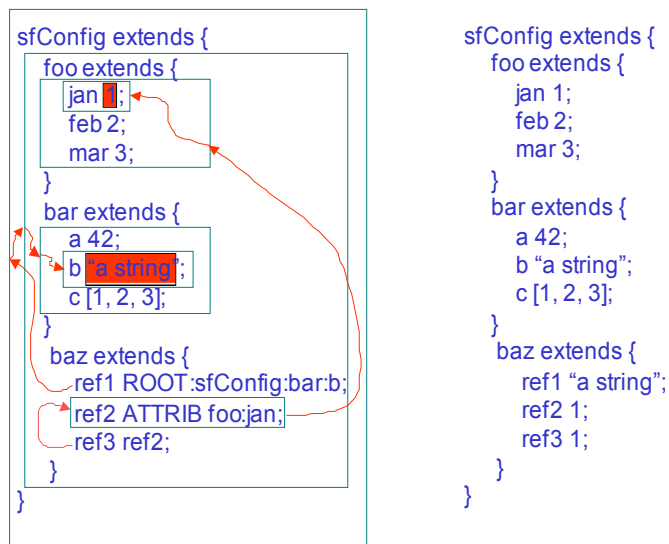 sfConfig extends {
foo extends {
jan 1;
feb 2;
mar 3;
}
bar extends {
a 42;
b “a string”;
c [1, 2, 3];
}
baz extends {
ref1 ROOT:sfConfig:bar:b;
ref2 ATTRIB foo:jan;
ref3 ref2;
}
}
sfConfig extends {
foo extends {
jan 1;
feb 2;
mar 3;
}
bar extends {
a 42;
b “a string”;
c [1, 2, 3];
}
baz extends {
ref1 “a string”;
ref2 1;
ref3 1;
}
}